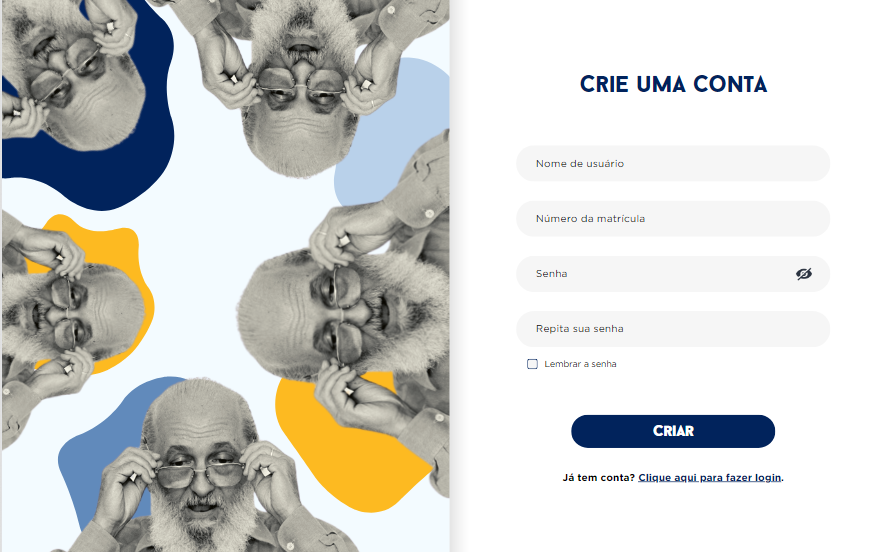 CRIE UMA CONTA
Nome de usuário
Número da matrícula
Senha
Repita sua senha
Lembrar a senha
CRIAR
Já tem conta? Clique aqui para fazer login.